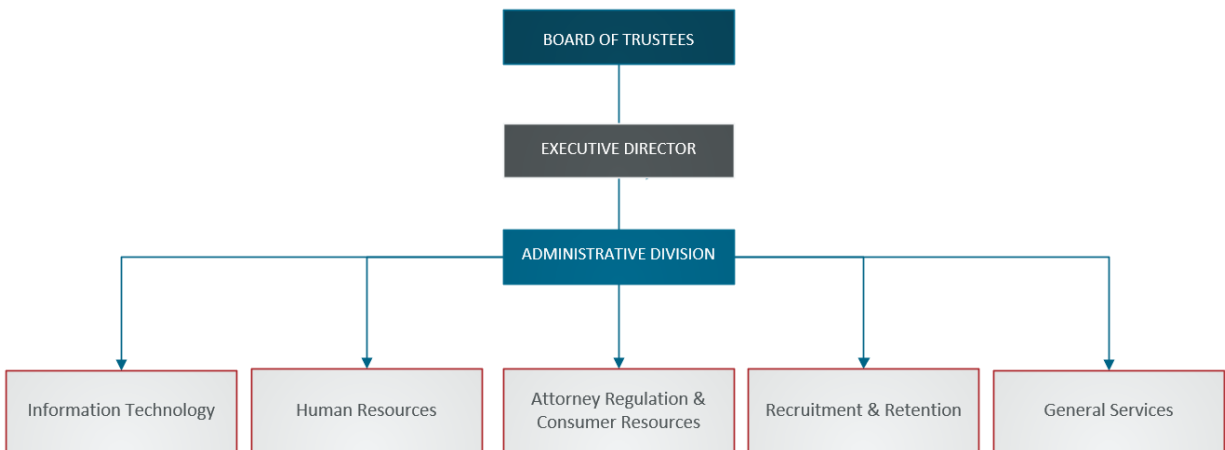 BOARD OF TRUSTEES
EXECUTIVE DIRECTOR
ADMINISTRATIVE DIVISION
Information Technology
Human Resources
Attorney Regulation &
Consumer Resources
Recruitment & Retention
General Services